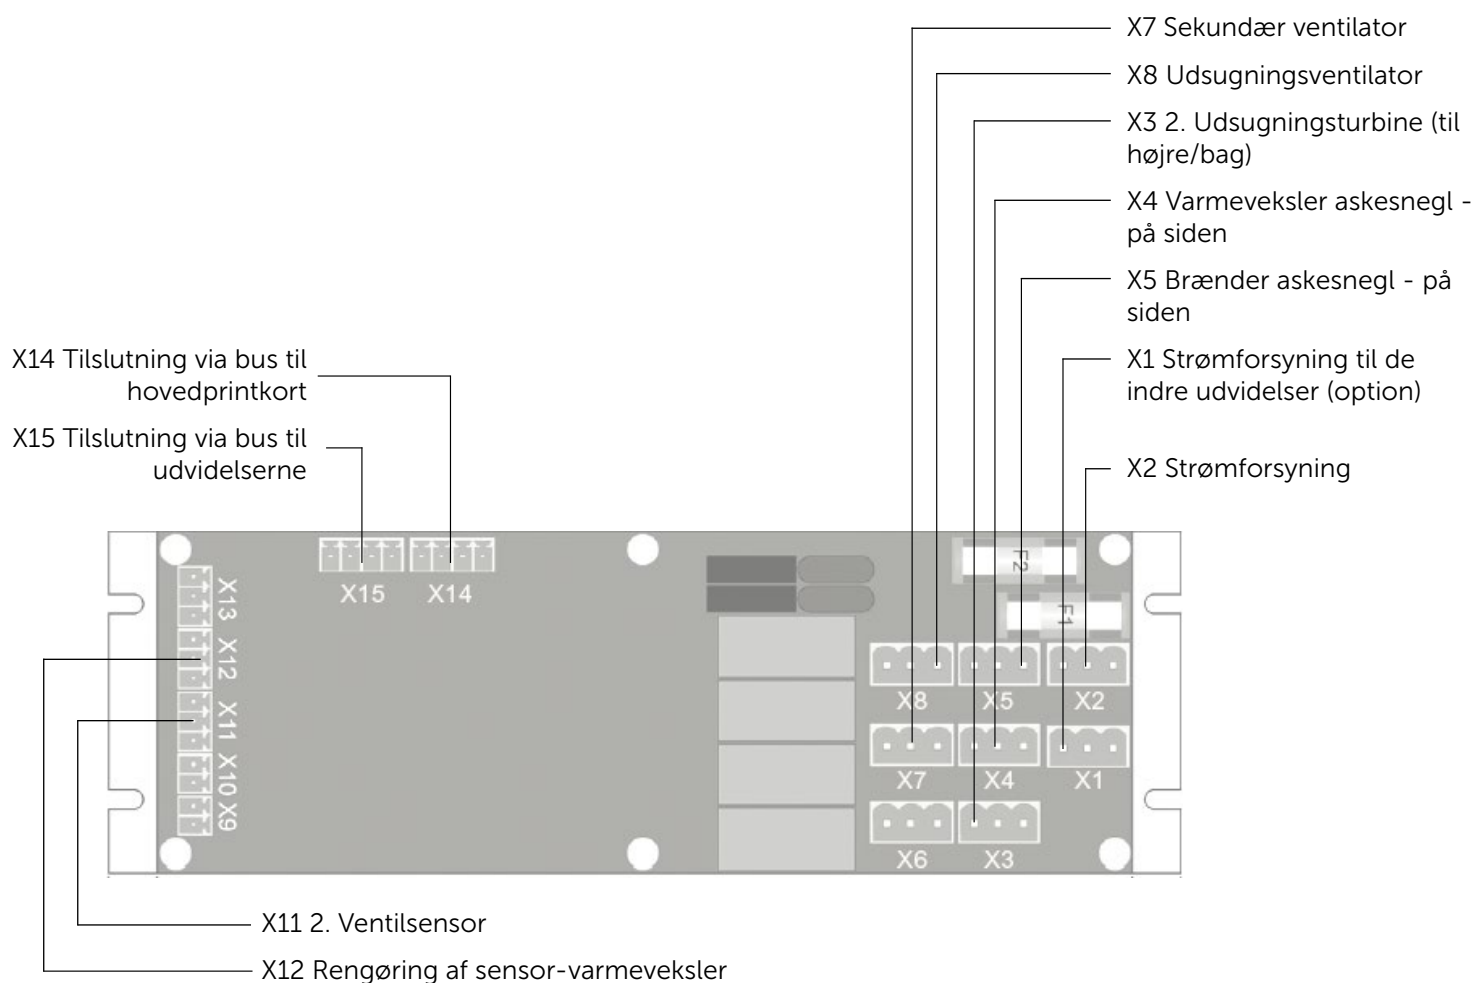 X7 Sekundær ventilator
X8 Udsugningsventilator
X3 2. Udsugningsturbine (til
højre/bag)
X4 Varmeveksler askesnegl -
på siden
X5 Brænder askesnegl - på
siden
X1 Strømforsyning til de
indre udvidelser (option)
X2 Strømforsyning
X14 Tilslutning via bus til
hovedprintkort
X15 Tilslutning via bus til
udvidelserne
X15
X14
F2
F1
X13
X12
X11
X10
X9
X8
X5
X2
X7
X4
X1
X6
X3
X11 2. Ventilsensor
X12 Rengøring af sensor-varmeveksler